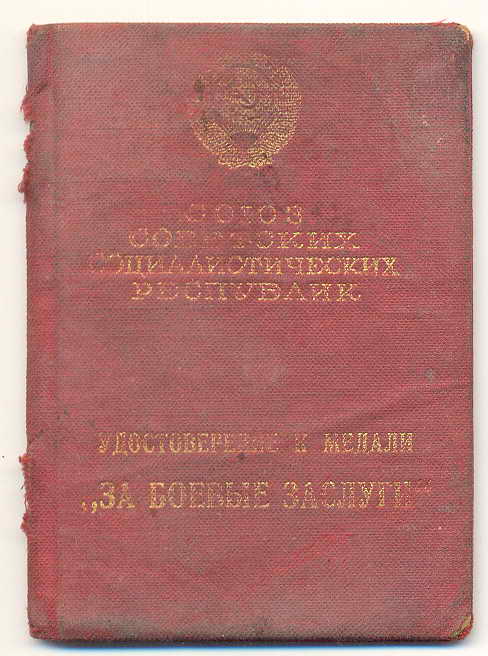 СОЮЗ
СОВЕТСКИХ
СОЦИАЛИСТИЧЕСКИХ
РЕСПУБЛИК
УДОСТОВЕРЕНИЕ К МЕДАЛИ
„ЗА БОЕВЫЕ ЗАСЛУГИ“